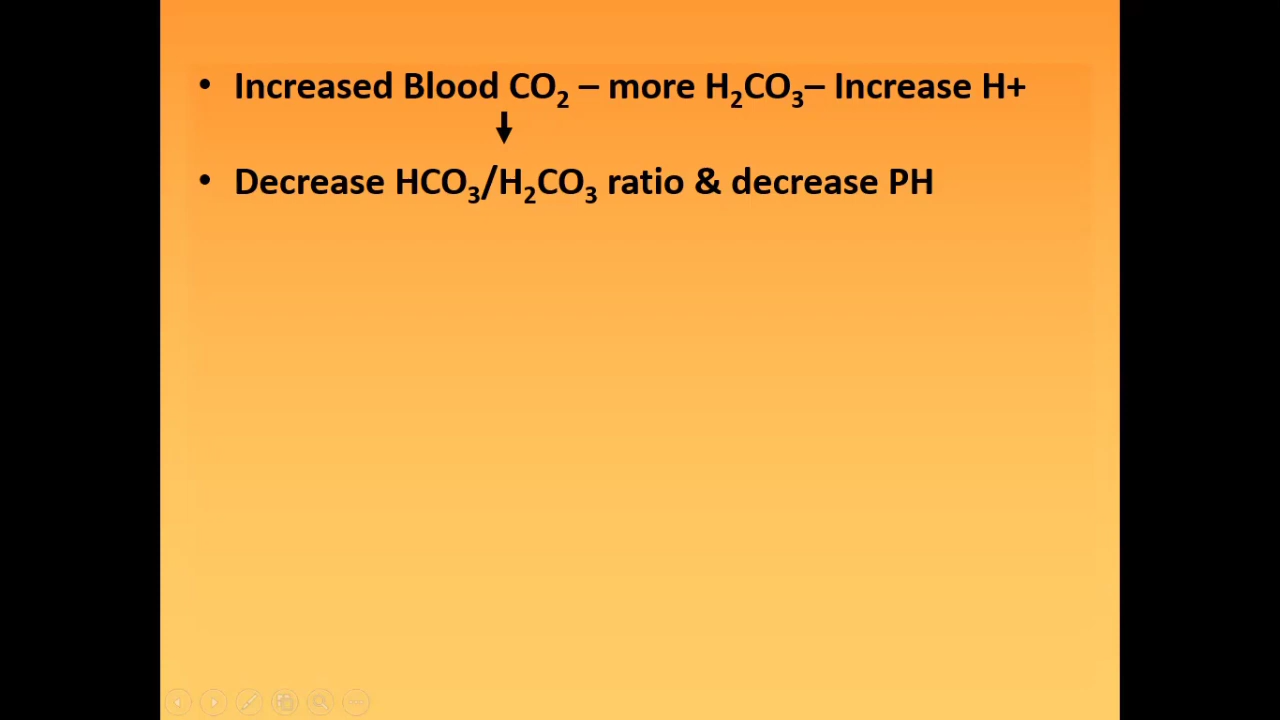 • Increased Blood CO₂ – more H₂CO₃– Increase H+
• Decrease HCO₃/H₂CO₃ ratio & decrease PH